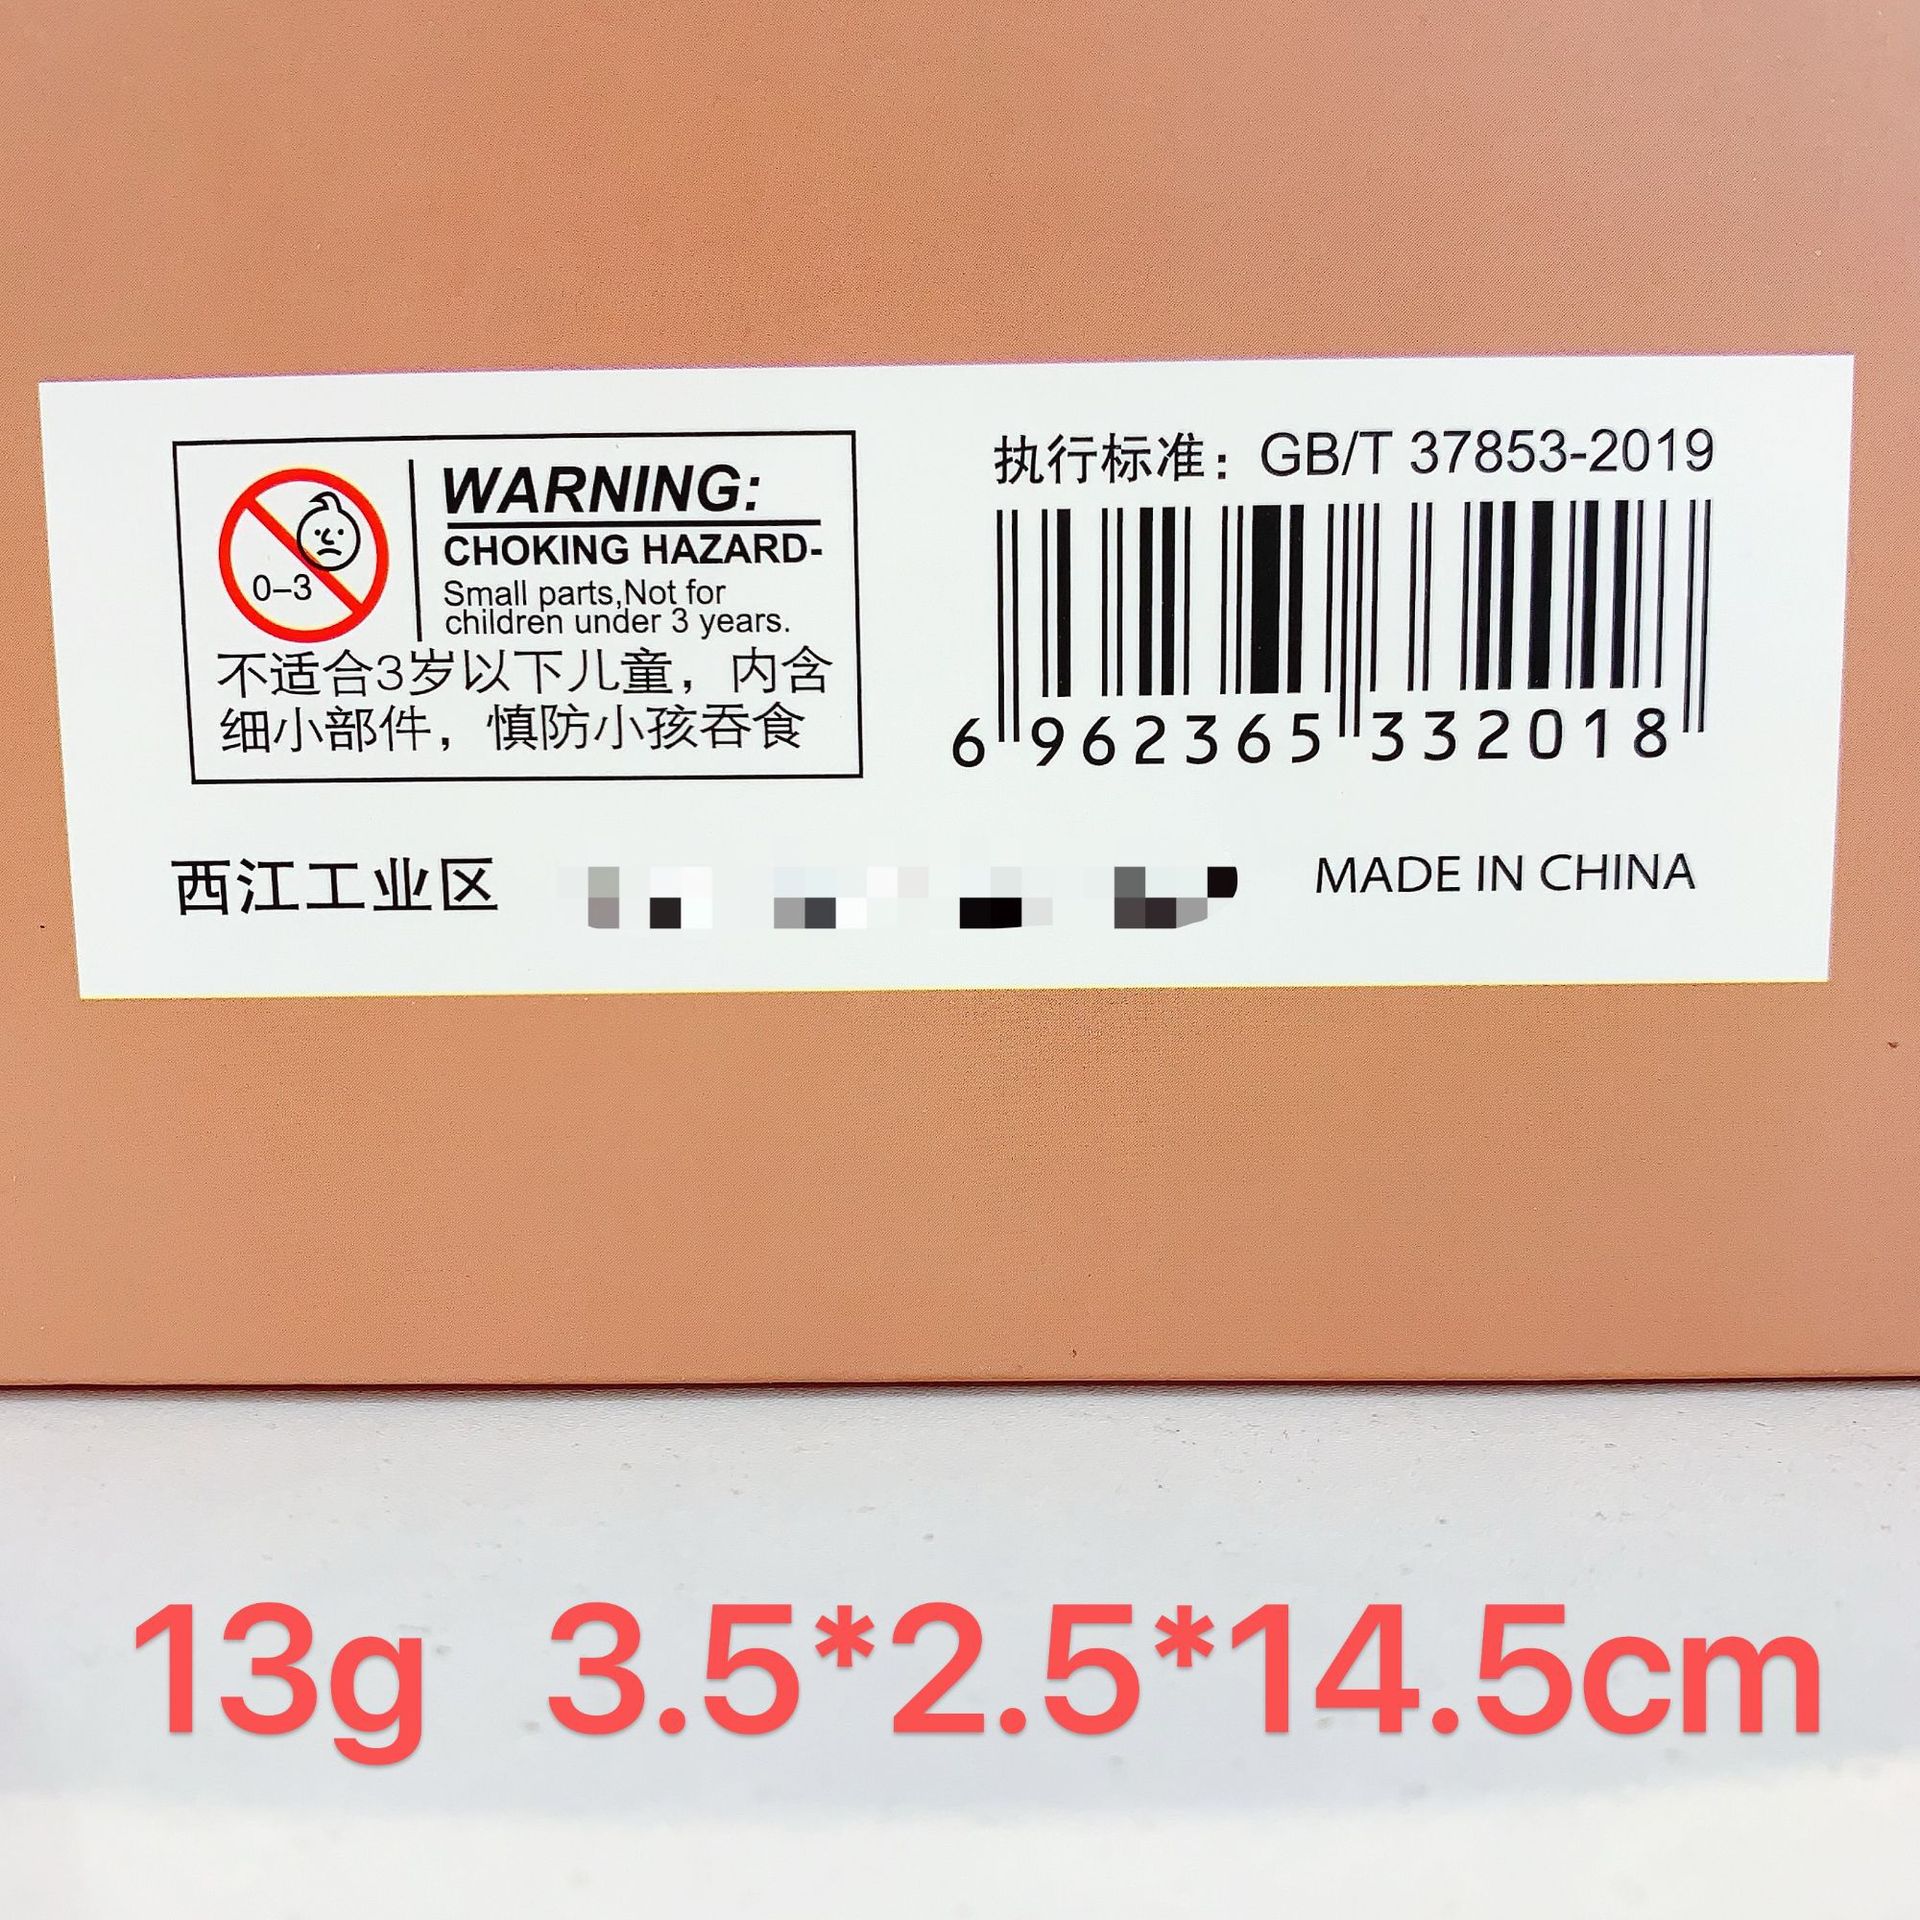 WARNING:
CHOKING HAZARD-
Small parts,Not for
children under 3 years.
0–3
不适合3岁以下儿童，内含
细小部件，慎防小孩吞食
执行标准：GB/T 37853-2019
6 962365 332018
西江工业区
MADE IN CHINA
13g 3.5*2.5*14.5cm